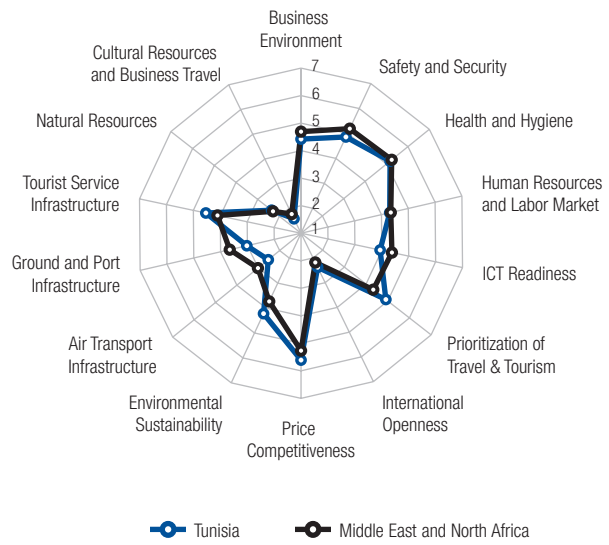 Business
Environment
Cultural Resources
and Business Travel
Safety and Security
Natural Resources
Health and Hygiene
Tourist Service
Infrastructure
Human Resources
and Labor Market
Ground and Port
Infrastructure
ICT Readiness
Air Transport
Infrastructure
Prioritization of
Travel & Tourism
Environmental
Sustainability
International
Openness
Price
Competitiveness
7
6
5
4
3
2
1
Tunisia
Middle East and North Africa